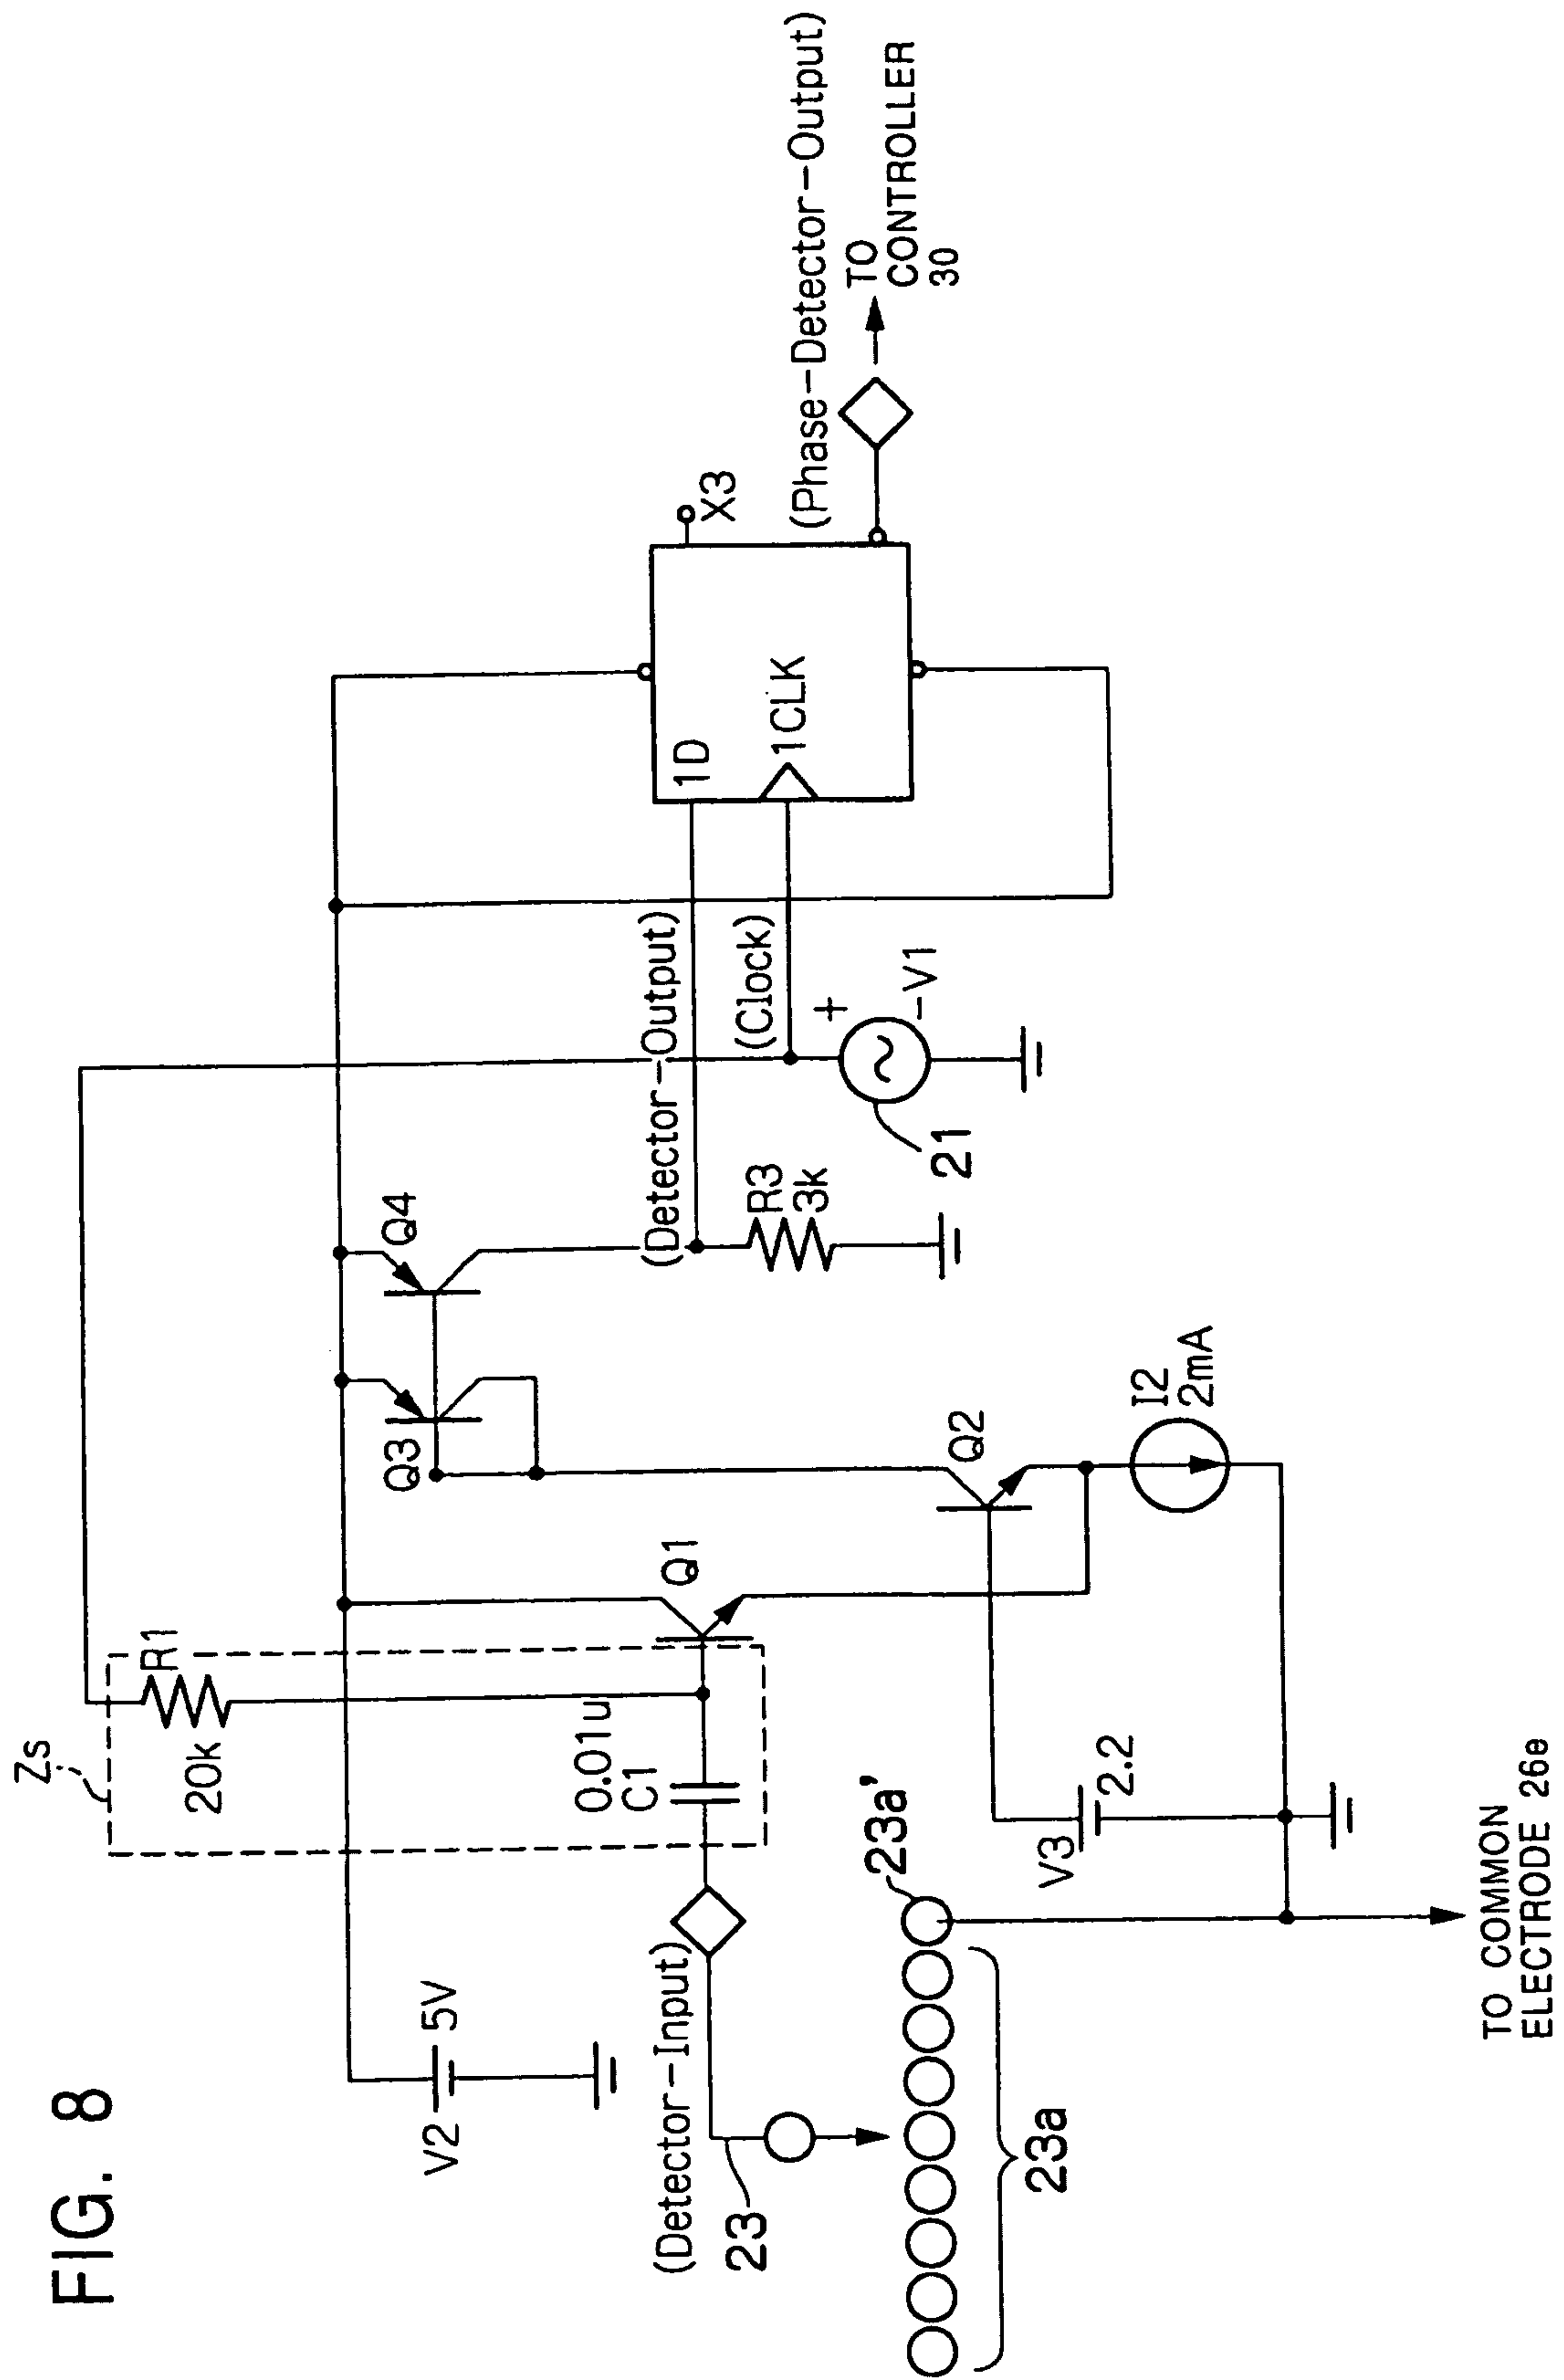 FIG. 8
Zs
R1
20k
V2
5V
0.01u
C1
Q1
Q3
Q4
Q2
(Detector-Input)
(Detector-Output)
(Clock)
1D
1CLK
X3
(Phase-Detector-Output)
TO
CONTROLLER
30
R3
3k
+
-V1
21
23
23a
23a'
V3
2.2
I2
2mA
TO COMMON
ELECTRODE 26e